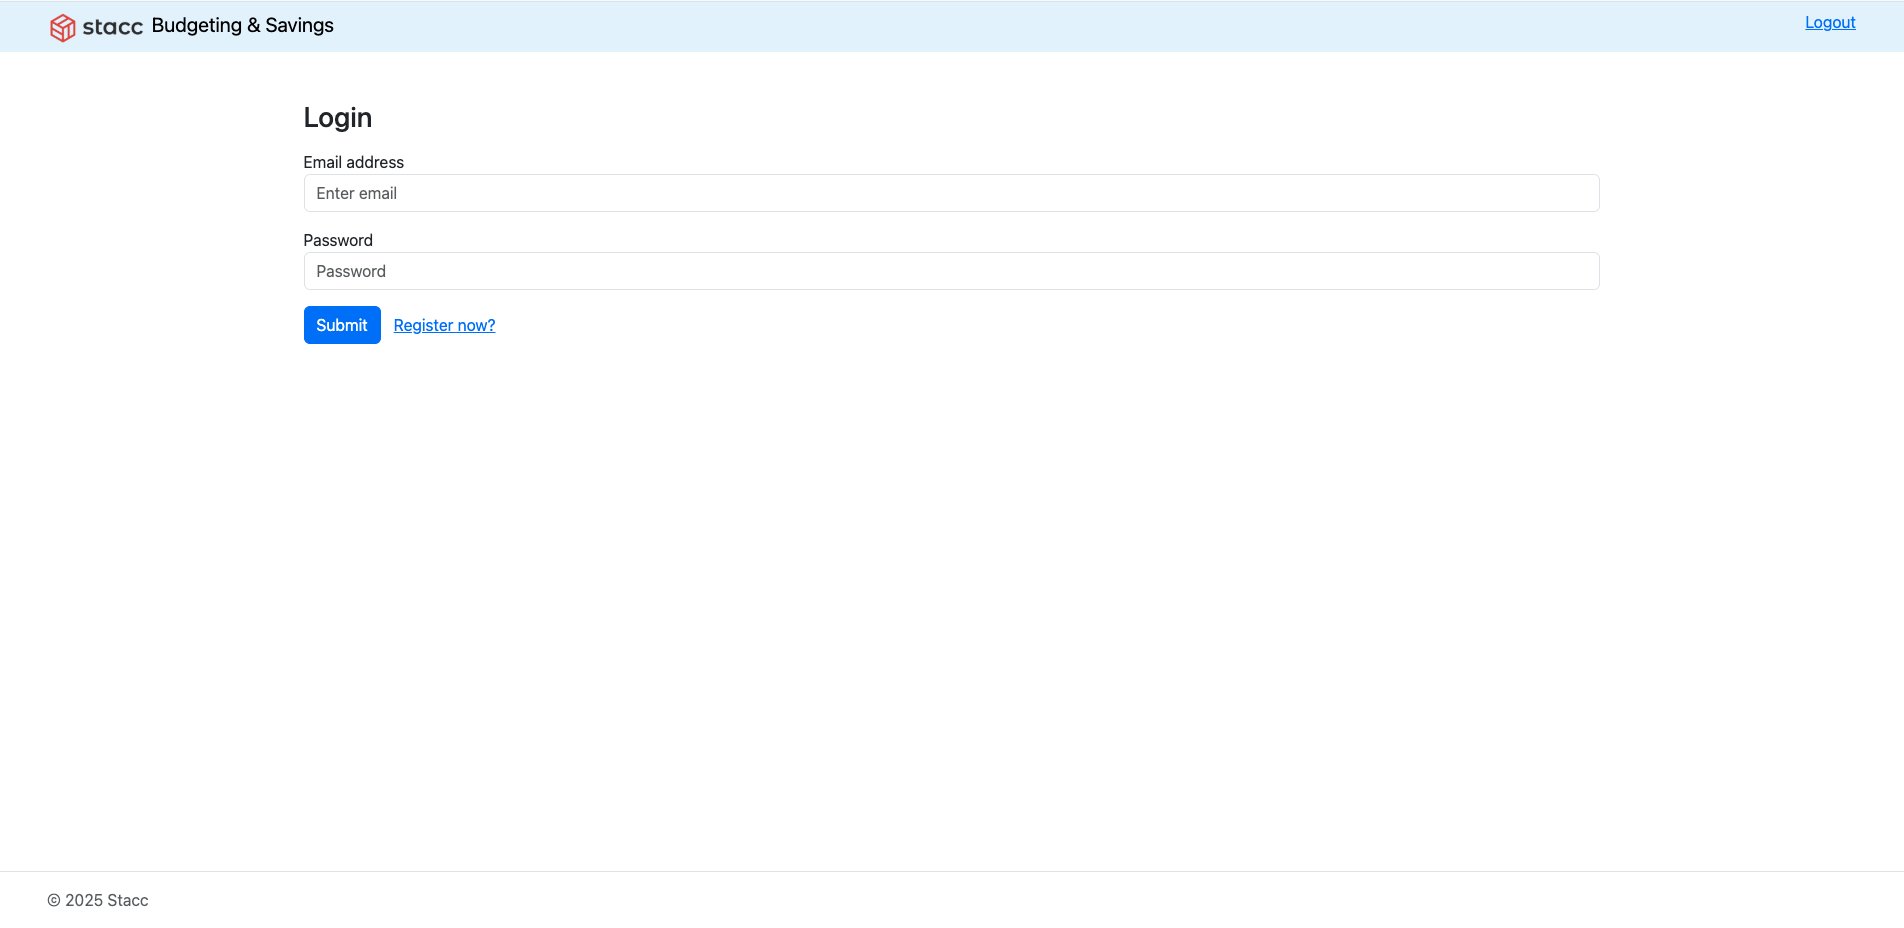 stacc Budgeting & Savings
Logout
Login
Email address
Enter email
Password
Password
Submit Register now?
© 2025 Stacc